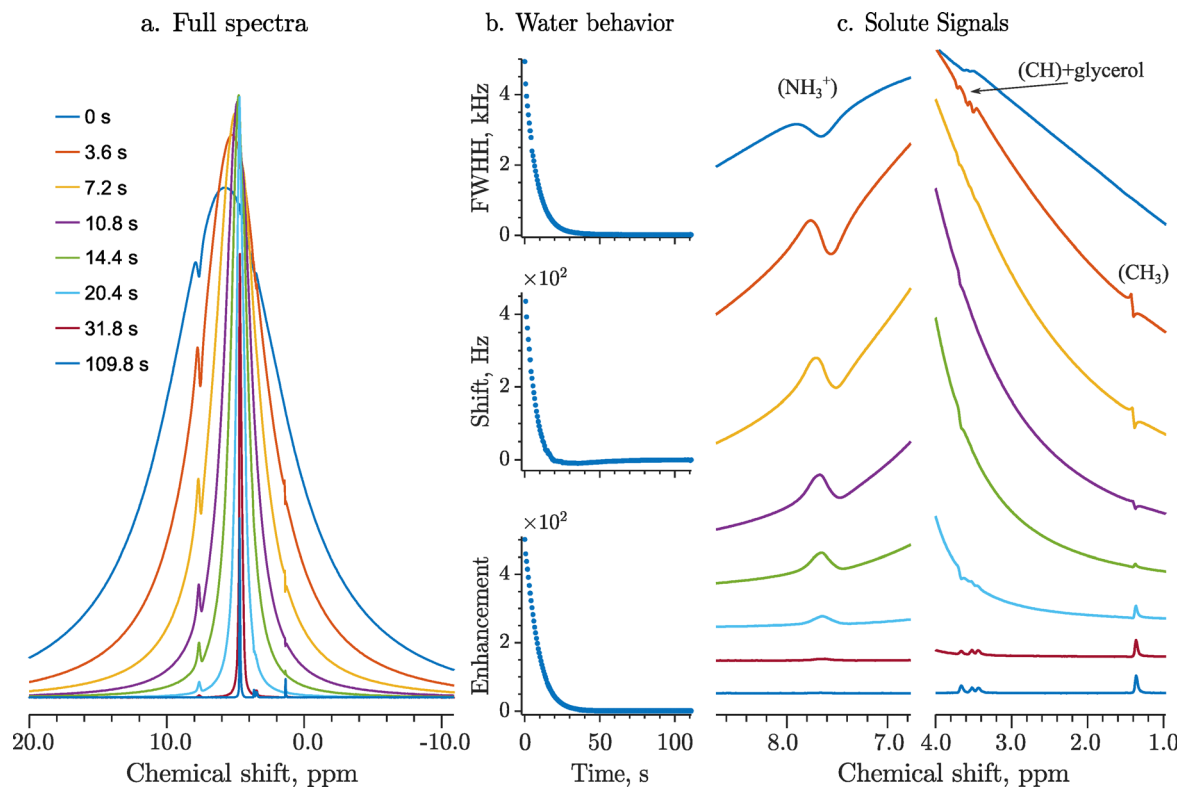 a. Full spectra
b. Water behavior
c. Solute Signals
0 s
3.6 s
7.2 s
10.8 s
14.4 s
20.4 s
31.8 s
109.8 s
20.0 10.0 0.0 -10.0
Chemical shift, ppm
FWHH, kHz
4
2
0
×10²
Shift, Hz
4
2
0
×10²
Enhancement
4
2
0
0 50 100
Time, s
(NH₃⁺)
(CH)+glycerol
(CH₃)
8.0 7.0 4.0 3.0 2.0 1.0
Chemical shift, ppm